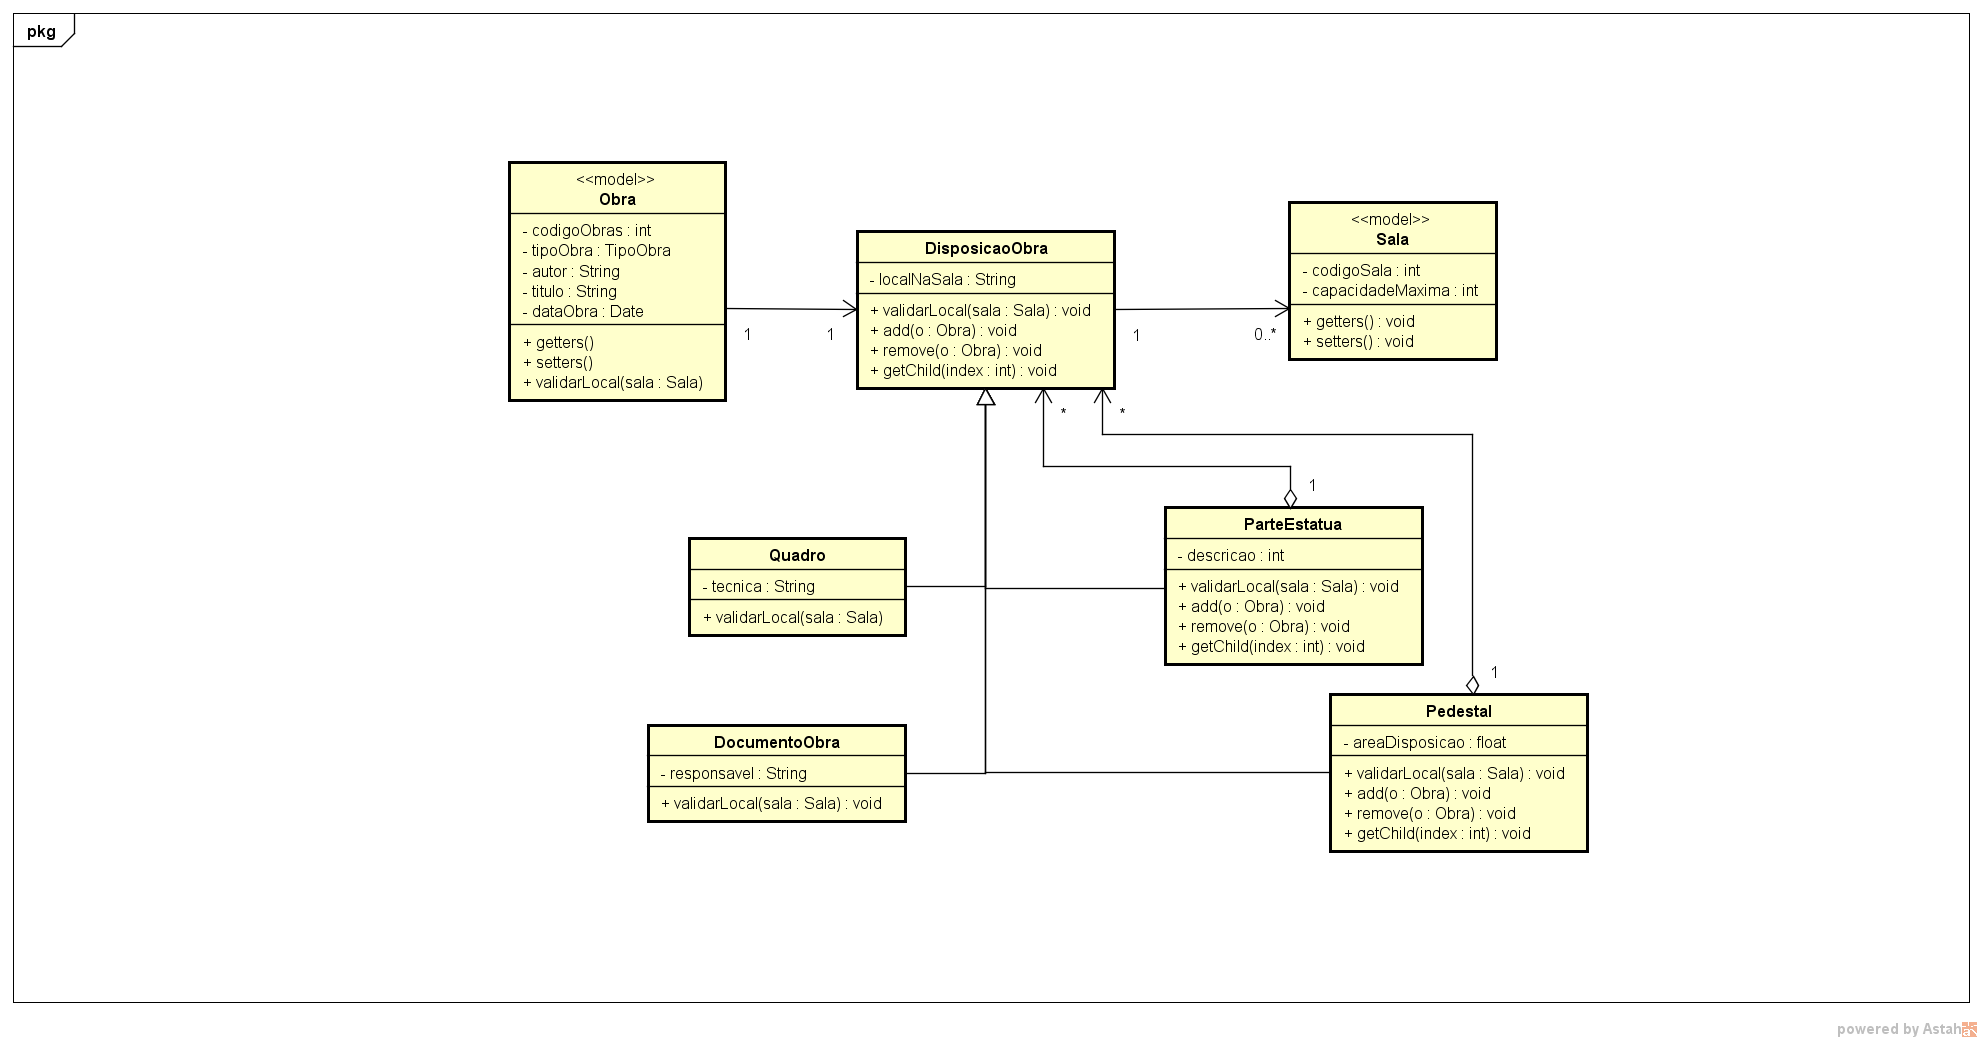 pkg
<<model>>
Obra
- codigoObras : int
- tipoObra : TipoObra
- autor : String
- titulo : String
- dataObra : Date
+ getters()
+ setters()
+ validarLocal(sala : Sala)
1
1
DisposicaoObra
- localNaSala : String
+ validarLocal(sala : Sala) : void
+ add(o : Obra) : void
+ remove(o : Obra) : void
+ getChild(index : int) : void
1
0..*
<<model>>
Sala
- codigoSala : int
- capacidadeMaxima : int
+ getters() : void
+ setters() : void
*
*
1
ParteEstatua
- descricao : int
+ validarLocal(sala : Sala) : void
+ add(o : Obra) : void
+ remove(o : Obra) : void
+ getChild(index : int) : void
Quadro
- tecnica : String
+ validarLocal(sala : Sala)
1
Pedestal
- areaDisposicao : float
+ validarLocal(sala : Sala) : void
+ add(o : Obra) : void
+ remove(o : Obra) : void
+ getChild(index : int) : void
DocumentoObra
- responsavel : String
+ validarLocal(sala : Sala) : void
powered by Astah